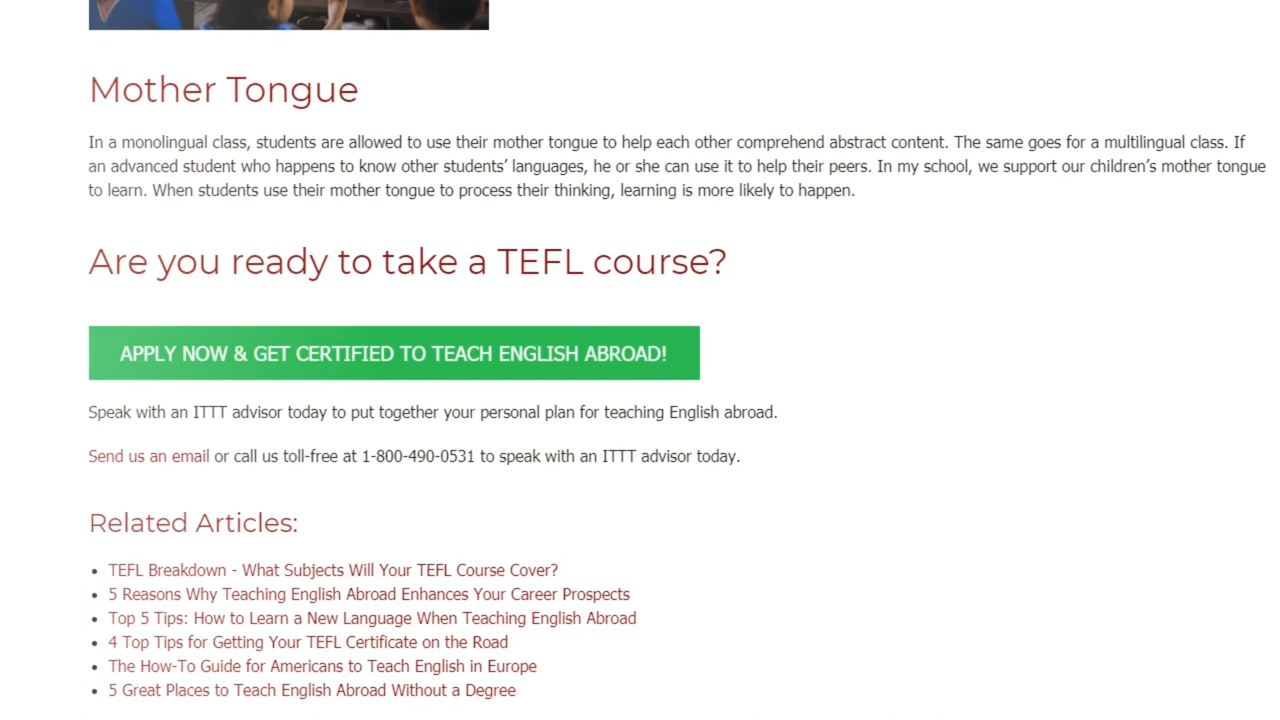 Mother Tongue
In a monolingual class, students are allowed to use their mother tongue to help each other comprehend abstract content. The same goes for a multilingual class. If
an advanced student who happens to know other students’ languages, he or she can use it to help their peers. In my school, we support our children’s mother tongue
to learn. When students use their mother tongue to process their thinking, learning is more likely to happen.
Are you ready to take a TEFL course?
APPLY NOW & GET CERTIFIED TO TEACH ENGLISH ABROAD!
Speak with an ITTT advisor today to put together your personal plan for teaching English abroad.
Send us an email or call us toll-free at 1-800-490-0531 to speak with an ITTT advisor today.
Related Articles:
• TEFL Breakdown - What Subjects Will Your TEFL Course Cover?
• 5 Reasons Why Teaching English Abroad Enhances Your Career Prospects
• Top 5 Tips: How to Learn a New Language When Teaching English Abroad
• 4 Top Tips for Getting Your TEFL Certificate on the Road
• The How-To Guide for Americans to Teach English in Europe
• 5 Great Places to Teach English Abroad Without a Degree